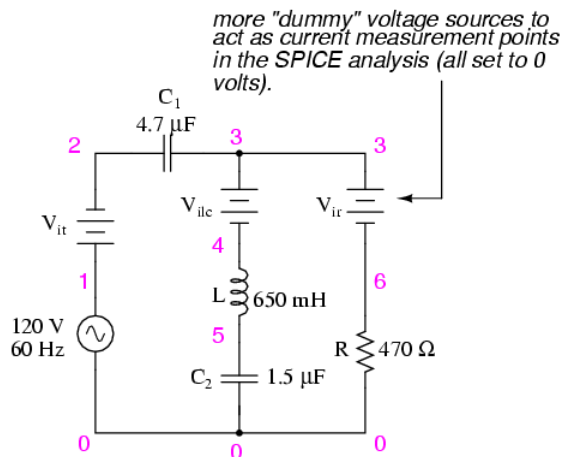 more "dummy" voltage sources to
act as current measurement points
in the SPICE analysis (all set to 0
volts).
C1
4.7 μF
2
3
3
Vit
Vilc
Vir
4
1
6
L
650 mH
120 V
60 Hz
5
R
470 Ω
C2
1.5 μF
0
0
0